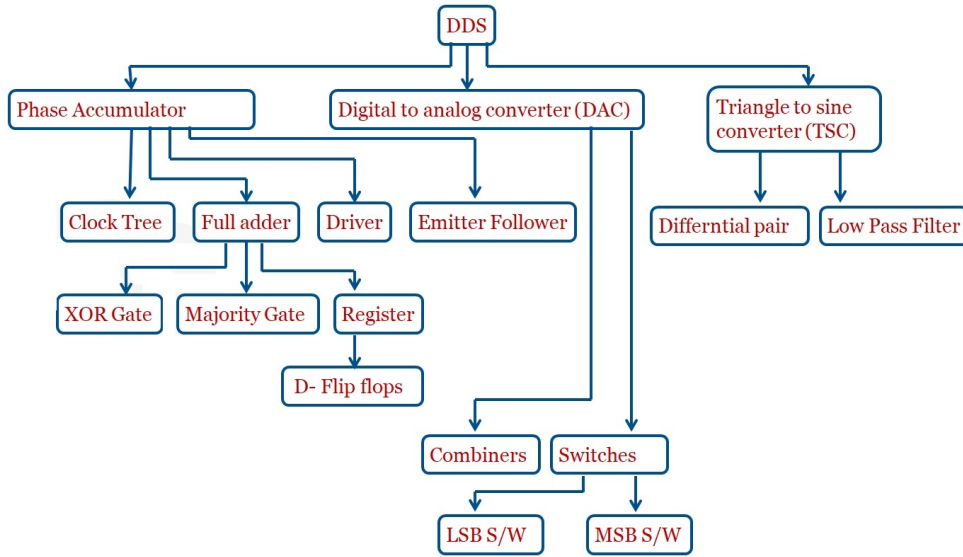 DDS
Phase Accumulator
Digital to analog converter (DAC)
Triangle to sine
converter (TSC)
Clock Tree
Full adder
Driver
Emitter Follower
Differntial pair
Low Pass Filter
XOR Gate
Majority Gate
Register
D- Flip flops
Combiners
Switches
LSB S/W
MSB S/W